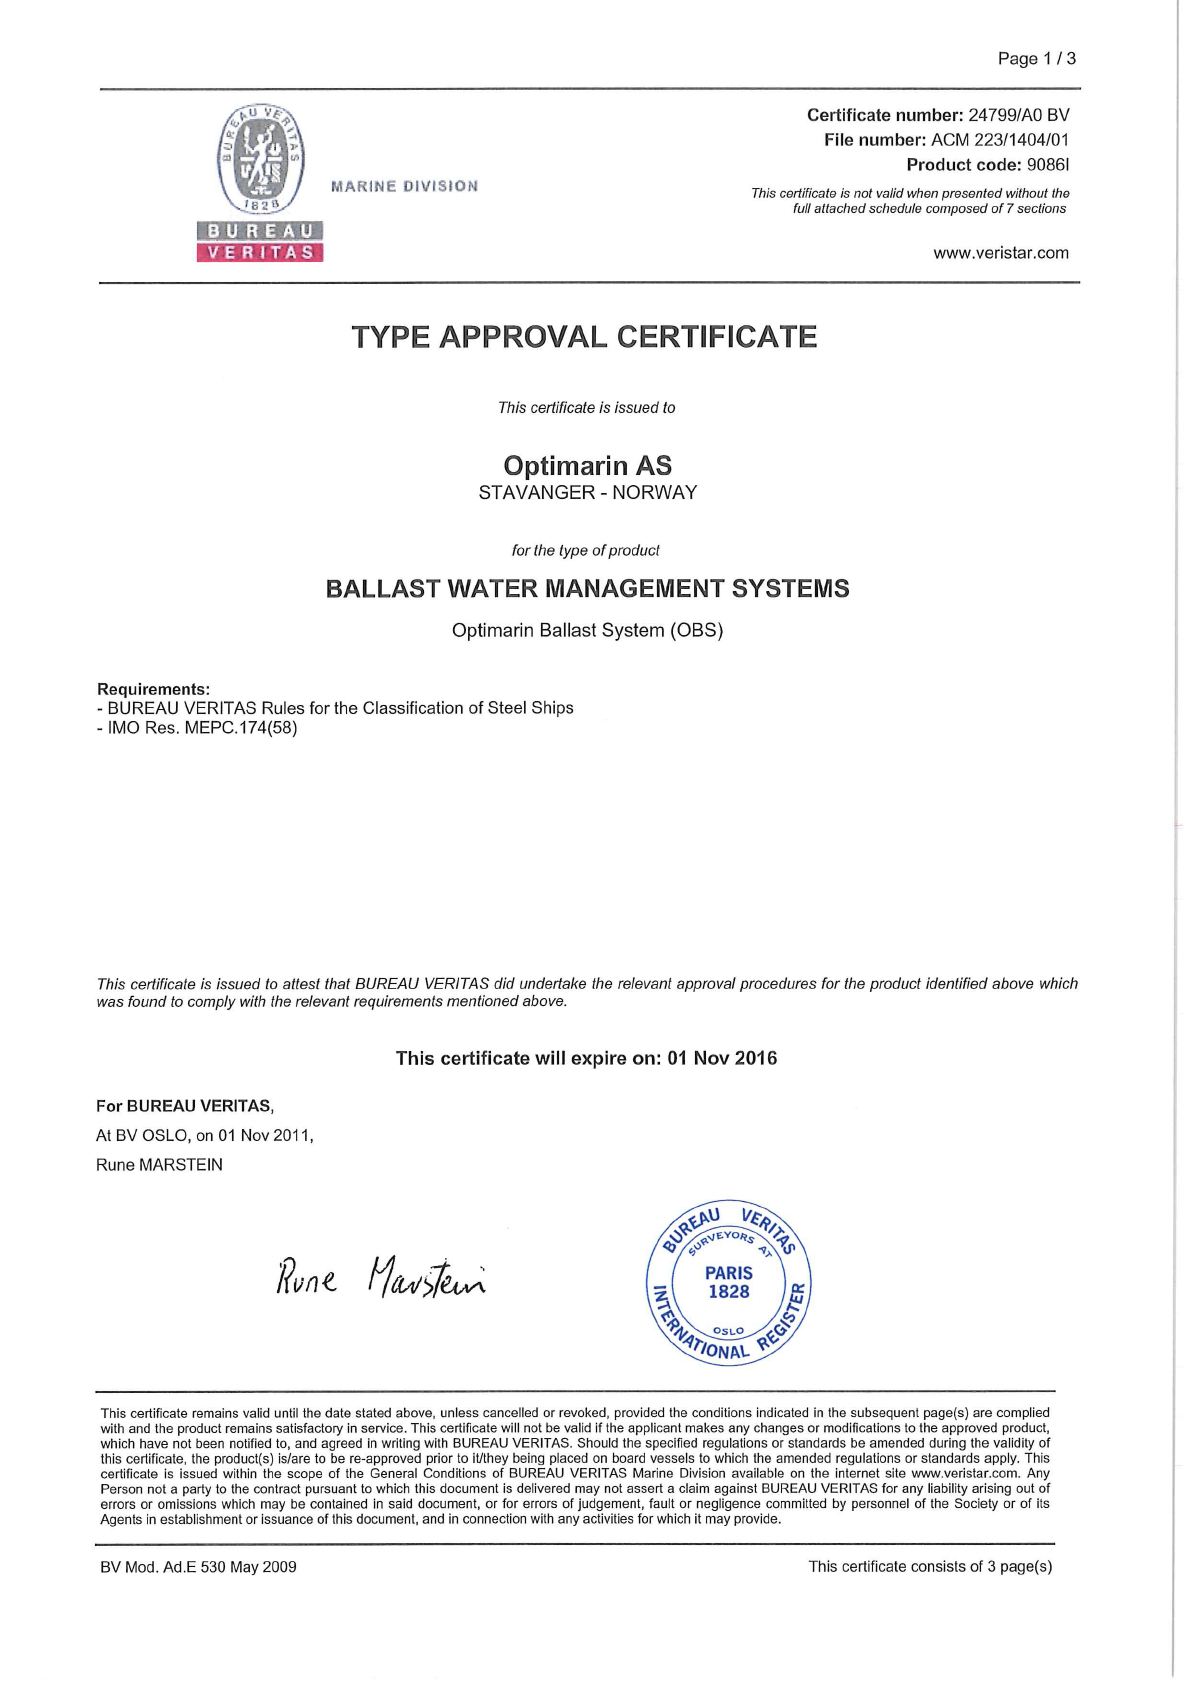 Page 1 / 3
BUREAU VERITAS
1828
BUREAU
VERITAS
MARINE DIVISION
Certificate number: 24799/A0 BV
File number: ACM 223/1404/01
Product code: 9086I
This certificate is not valid when presented without the
full attached schedule composed of 7 sections
www.veristar.com
TYPE APPROVAL CERTIFICATE
This certificate is issued to
Optimarin AS
STAVANGER - NORWAY
for the type of product
BALLAST WATER MANAGEMENT SYSTEMS
Optimarin Ballast System (OBS)
Requirements:
- BUREAU VERITAS Rules for the Classification of Steel Ships
- IMO Res. MEPC.174(58)
This certificate is issued to attest that BUREAU VERITAS did undertake the relevant approval procedures for the product identified above which
was found to comply with the relevant requirements mentioned above.
This certificate will expire on: 01 Nov 2016
For BUREAU VERITAS,
At BV OSLO, on 01 Nov 2011,
Rune MARSTEIN
Rune Marstein
BUREAU VERITAS
SURVEYORS AT
PARIS
1828
OSLO
INTERNATIONAL REGISTER
This certificate remains valid until the date stated above, unless cancelled or revoked, provided the conditions indicated in the subsequent page(s) are complied
with and the product remains satisfactory in service. This certificate will not be valid if the applicant makes any changes or modifications to the approved product,
which have not been notified to, and agreed in writing with BUREAU VERITAS. Should the specified regulations or standards be amended during the validity of
this certificate, the product(s) is/are to be re-approved prior to it/they being placed on board vessels to which the amended regulations or standards apply. This
certificate is issued within the scope of the General Conditions of BUREAU VERITAS Marine Division available on the internet site www.veristar.com. Any
Person not a party to the contract pursuant to which this document is delivered may not assert a claim against BUREAU VERITAS for any liability arising out of
errors or omissions which may be contained in said document, or for errors of judgement, fault or negligence committed by personnel of the Society or of its
Agents in establishment or issuance of this document, and in connection with any activities for which it may provide.
BV Mod. Ad.E 530 May 2009
This certificate consists of 3 page(s)